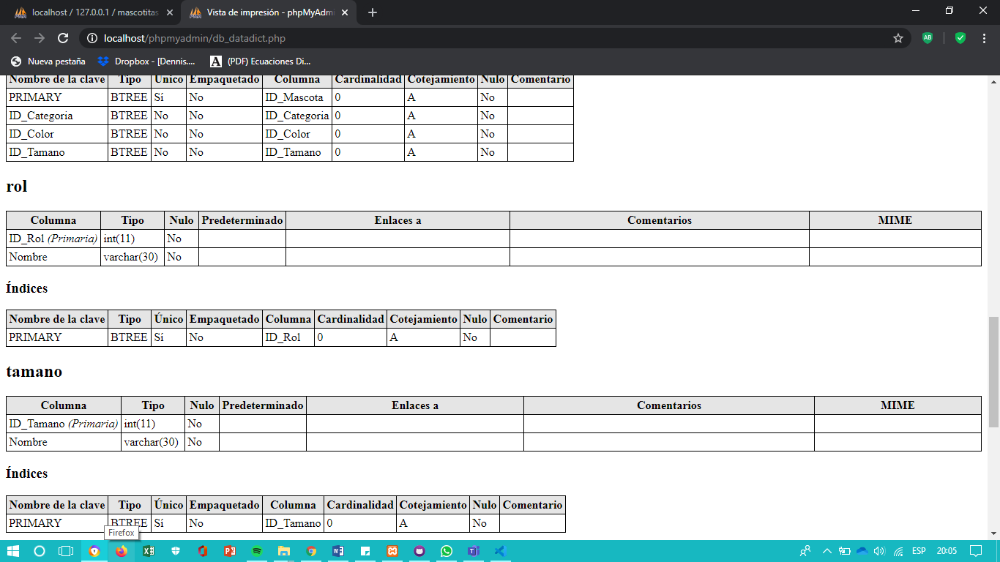 localhost / 127.0.0.1 / mascotitas
Vista de impresión - phpMyAdmi
localhost/phpmyadmin/db_datadict.php
AB
Nueva pestaña
Dropbox - [Dennis....
A (PDF) Ecuaciones Di...
Nombre de la clave Tipo Único Empaquetado Columna Cardinalidad Cotejamiento Nulo Comentario
PRIMARY BTREE Sí No ID_Mascota 0 A No
ID_Categoria BTREE No No ID_Categoria 0 A No
ID_Color BTREE No No ID_Color 0 A No
ID_Tamano BTREE No No ID_Tamano 0 A No
rol
Columna Tipo Nulo Predeterminado Enlaces a Comentarios MIME
ID_Rol (Primaria) int(11) No
Nombre varchar(30) No
Índices
Nombre de la clave Tipo Único Empaquetado Columna Cardinalidad Cotejamiento Nulo Comentario
PRIMARY BTREE Sí No ID_Rol 0 A No
tamano
Columna Tipo Nulo Predeterminado Enlaces a Comentarios MIME
ID_Tamano (Primaria) int(11) No
Nombre varchar(30) No
Índices
Nombre de la clave Tipo Único Empaquetado Columna Cardinalidad Cotejamiento Nulo Comentario
PRIMARY BTREE Sí No ID_Tamano 0 A No
Firefox
ESP 20:05